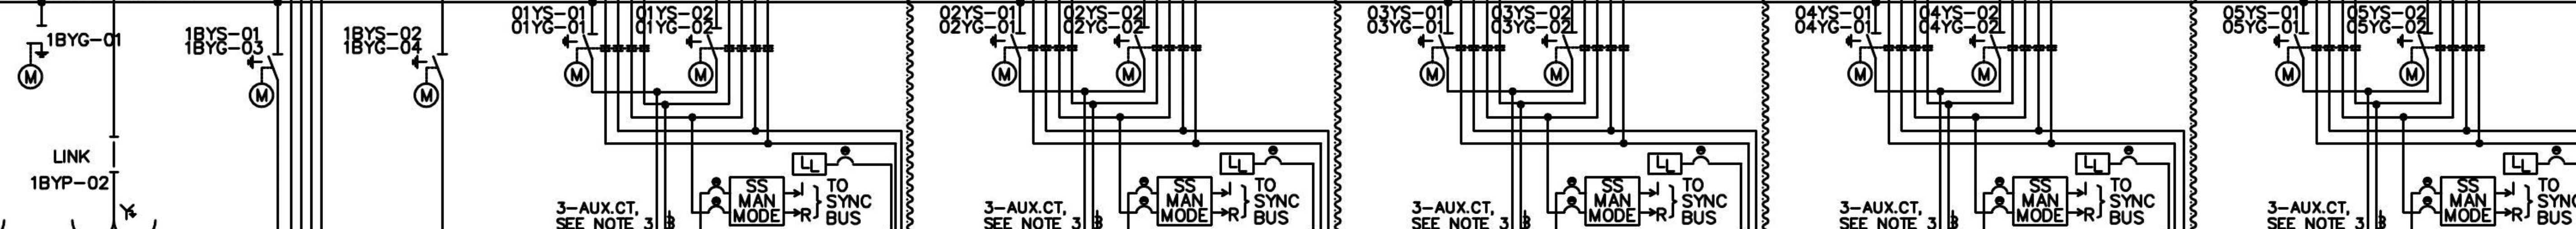 1BYG-01
M
LINK
1BYP-02
Y
1BYS-01
1BYG-03
M
1BYS-02
1BYG-04
M
01YS-01
01YG-01
M
01YS-02
01YG-02
M
LL
SS
MAN
MODE
I
R
TO
SYNC
BUS
3-AUX.CT,
SEE NOTE 3
3
02YS-01
02YG-01
M
02YS-02
02YG-02
M
LL
SS
MAN
MODE
I
R
TO
SYNC
BUS
3-AUX.CT,
SEE NOTE 3
3
03YS-01
03YG-01
M
03YS-02
03YG-02
M
LL
SS
MAN
MODE
I
R
TO
SYNC
BUS
3-AUX.CT,
SEE NOTE 3
3
04YS-01
04YG-01
M
04YS-02
04YG-02
M
LL
SS
MAN
MODE
I
R
TO
SYNC
BUS
3-AUX.CT,
SEE NOTE 3
3
05YS-01
05YG-01
M
05YS-02
05YG-02
M
LL
SS
MAN
MODE
I
R
TO
SYNC
BUS
3-AUX.CT,
SEE NOTE 3
3